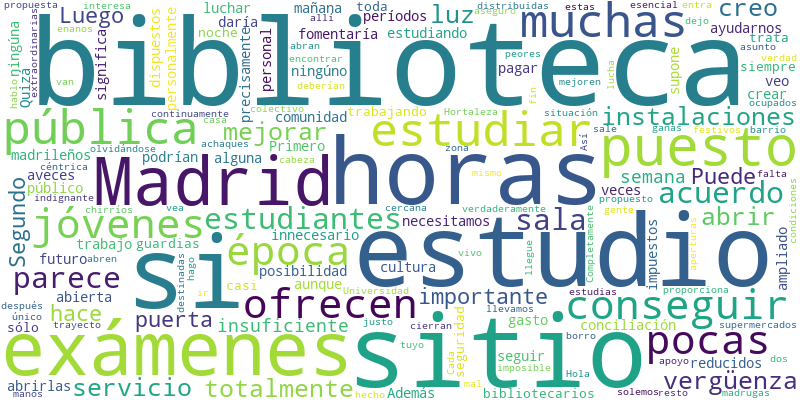 propuesta
interesa
Luego
luchar
mañana
toda
luz
muchas
creo
distribuidas
aseguro
estas
esencial
entra
dejo
enanos
daría
allí
períodos
ayudarnos
Quizá
ninguna
hablo
extraordinarias
significa
dispuestos
personalmente
biblioteca
noche
fomentaría
estudiando
abran
precisamente
personal
encontrar
peores
lucha
asunto
trata
verdad
van
ningúno
pagar
deberían
mejoren
supone
siempre
veo
crear
ocupados
continuamente
casa
colectivo
trabajando
Hortaleza
situación
fin
Así
sale
instalaciones
pública
mejorar
comunidad
estudiar
ganas
festivos
barrio
puesto
madrileños
olvidándose
achaques
Primero
zona
aveces
céntrica
podrían
alguna
cabeza
mismo
semana
Puede
falta
público
indignante
Madrid
horas
veces
propuesto
acuerdo
condiciones
Segundo
jóvenes
chirríos
vea
estudiantes
cercana
verdaderamente
necesitamos
sala
gente
abrir
aperturas
trabajo
guardias
innecesario
futuro
abren
si
época
posibilidad
cultura
vivo
llegue
Completamente
impuestos
ampliado
parece
destinadas
hago
casi
aunque
Universidad
estudio
estudias
proporciona
después
abierta
ir
ofrecen
importante
llevamos
conseguir
único
sólo
hace
puerta
insuficiente
justo
gasto
conciliación
supermercados
trayecto
cierran
exámenes
seguridad
Cada
seguir
borro
pocas
tuyo
imposible
sitio
apoyo
reducidos
dos
abrirlas
servicio
totalmente
mal
Hola
vergüenza
manos
hecho
Además
bibliotecarios
solemos
resto
madrugas